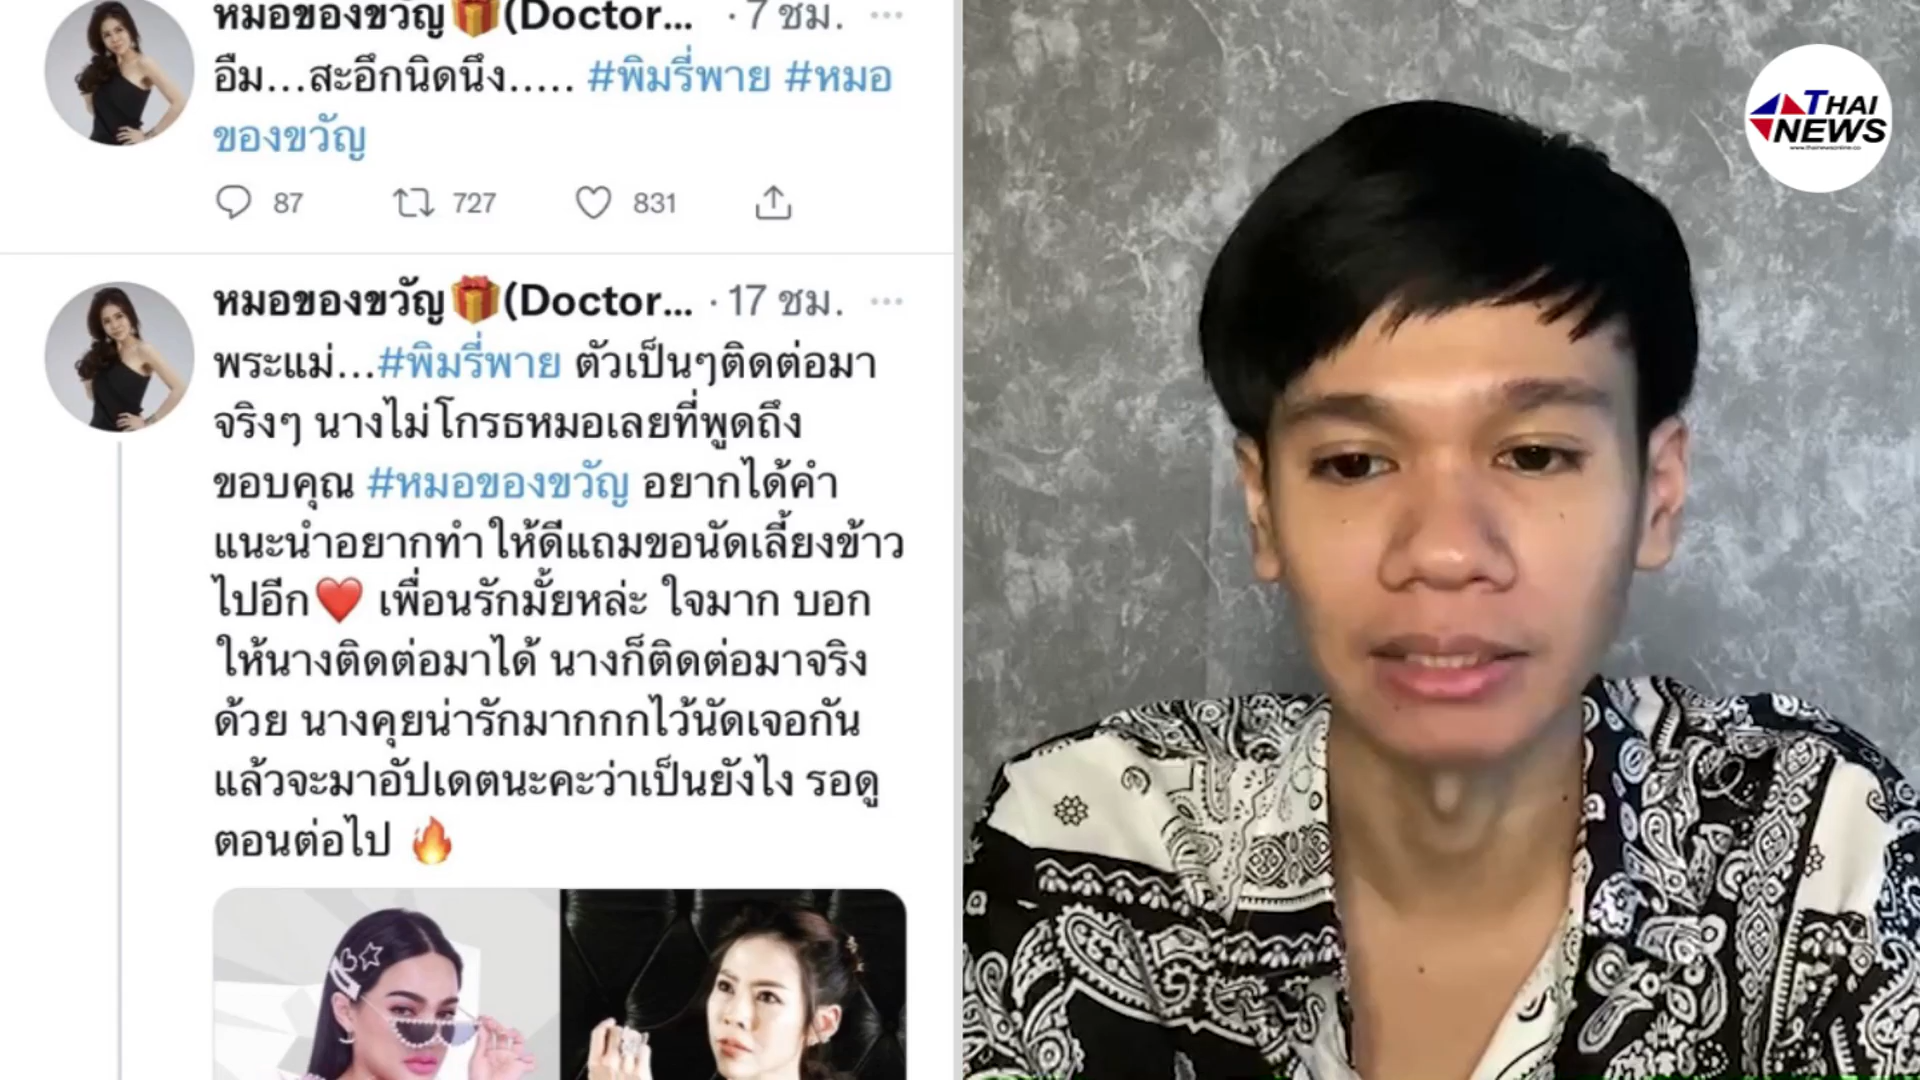 หมอของขวัญ🎁(Doctor... · 7 ชม.
อืม...สะอึกนิดนึง..... #พิมรี่พาย #หมอ
ของขวัญ
87 727 831
หมอของขวัญ🎁(Doctor... · 17 ชม.
พระแม่...#พิมรี่พาย ตัวเป็นๆติดต่อมา
จริงๆ นางไม่โกรธหมอเลยที่พูดถึง
ขอบคุณ #หมอของขวัญ อยากได้คำ
แนะนำอยากทำให้ดีแถมขอนัดเลี้ยงข้าว
ไปอีก❤️ เพื่อนรักมั้ยหล่ะ ใจมาก บอก
ให้นางติดต่อมาได้ นางก็ติดต่อมาจริง
ด้วย นางคุยน่ารักมากกกไว้นัดเจอกัน
แล้วจะมาอัปเดตนะคะว่าเป็นยังไง รอดู
ตอนต่อไป 🔥
THAI
NEWS
www.thainewsonline.co